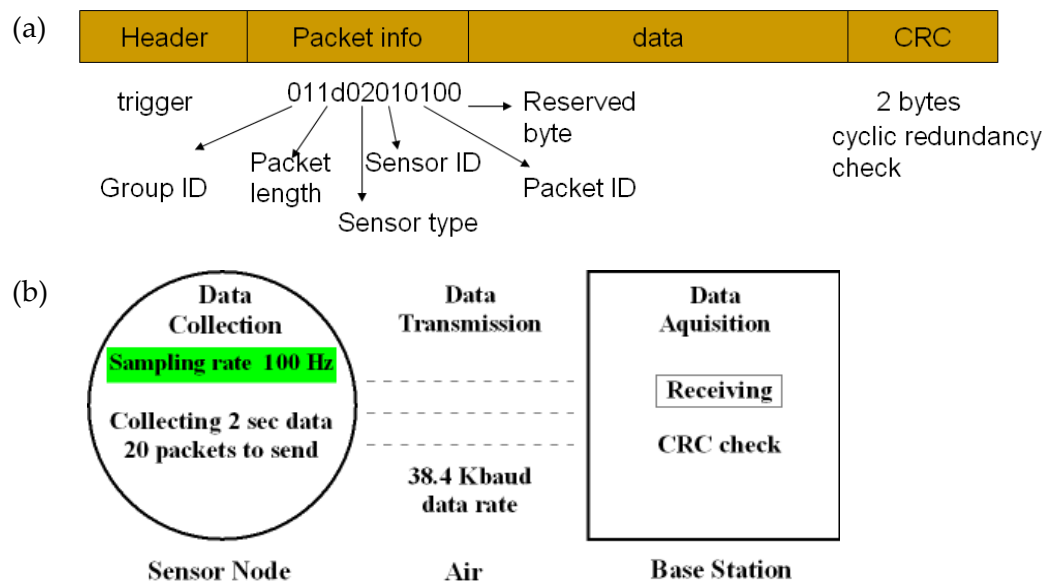 (a)
Header Packet info data CRC
trigger
011d02010100
Reserved
byte
2 bytes
cyclic redundancy
check
Group ID
Packet
length
Sensor ID
Packet ID
Sensor type
(b)
Data
Collection
Sampling rate 100 Hz
Collecting 2 sec data
20 packets to send
Sensor Node
Data
Transmission
38.4 Kbaud
data rate
Air
Data
Aquisition
Receiving
CRC check
Base Station